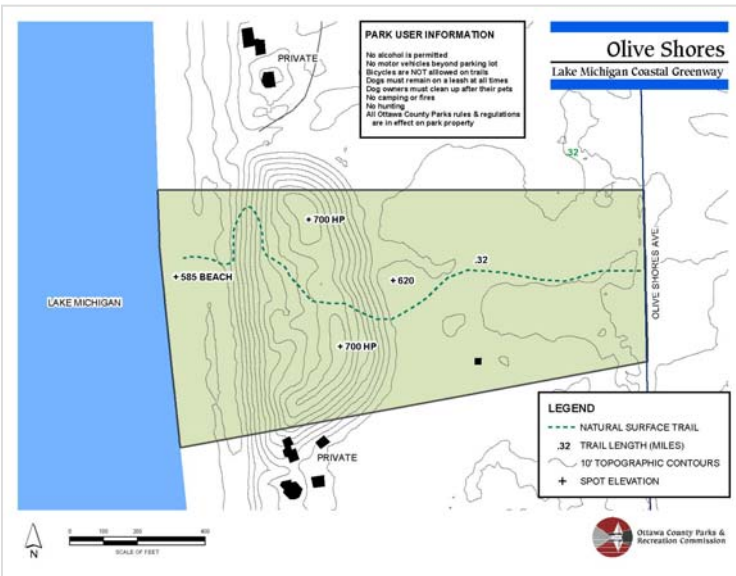 Olive Shores
Lake Michigan Coastal Greenway
PARK USER INFORMATION
No alcohol is permitted
No motor vehicles beyond parking lot
Bicycles are NOT allowed on trails
Dogs must remain on a leash at all times
Dog owners must clean up after their pets
No camping or fires
No hunting
All Ottawa County Parks rules & regulations
are in effect on park property
PRIVATE
.32
+ 700 HP
.32
+ 585 BEACH
+ 620
OLIVE SHORES AVE.
LAKE MICHIGAN
+ 700 HP
PRIVATE
LEGEND
NATURAL SURFACE TRAIL
.32 TRAIL LENGTH (MILES)
10' TOPOGRAPHIC CONTOURS
+ SPOT ELEVATION
N
0 100 200 400
SCALE OF FEET
Ottawa County Parks &
Recreation Commission